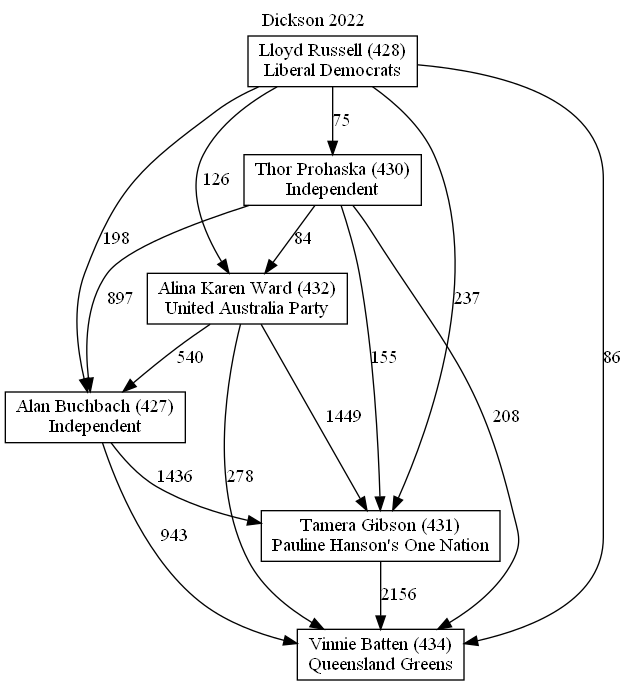 Dickson 2022
Lloyd Russell (428)
Liberal Democrats
75
Thor Prohaska (430)
Independent
126
198
84
897
237
Alina Karen Ward (432)
United Australia Party
540
155
86
Alan Buchbach (427)
Independent
1449
208
1436
278
943
Tamera Gibson (431)
Pauline Hanson's One Nation
2156
Vinnie Batten (434)
Queensland Greens